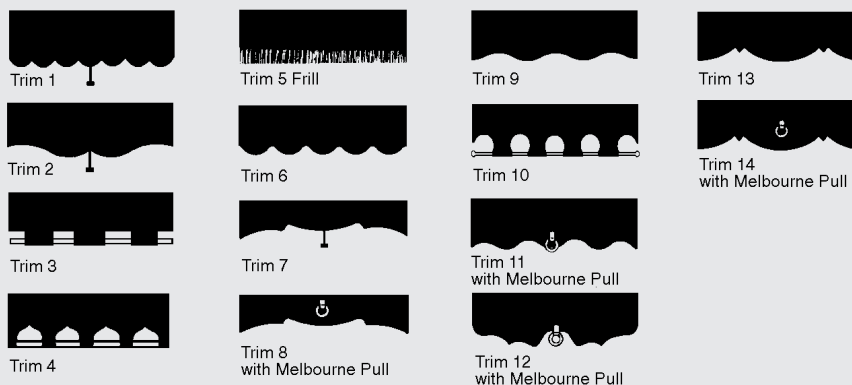 Trim 1
Trim 2
Trim 3
Trim 4
Trim 5 Frill
Trim 6
Trim 7
Trim 8
with Melbourne Pull
Trim 9
Trim 10
Trim 11
with Melbourne Pull
Trim 12
with Melbourne Pull
Trim 13
Trim 14
with Melbourne Pull